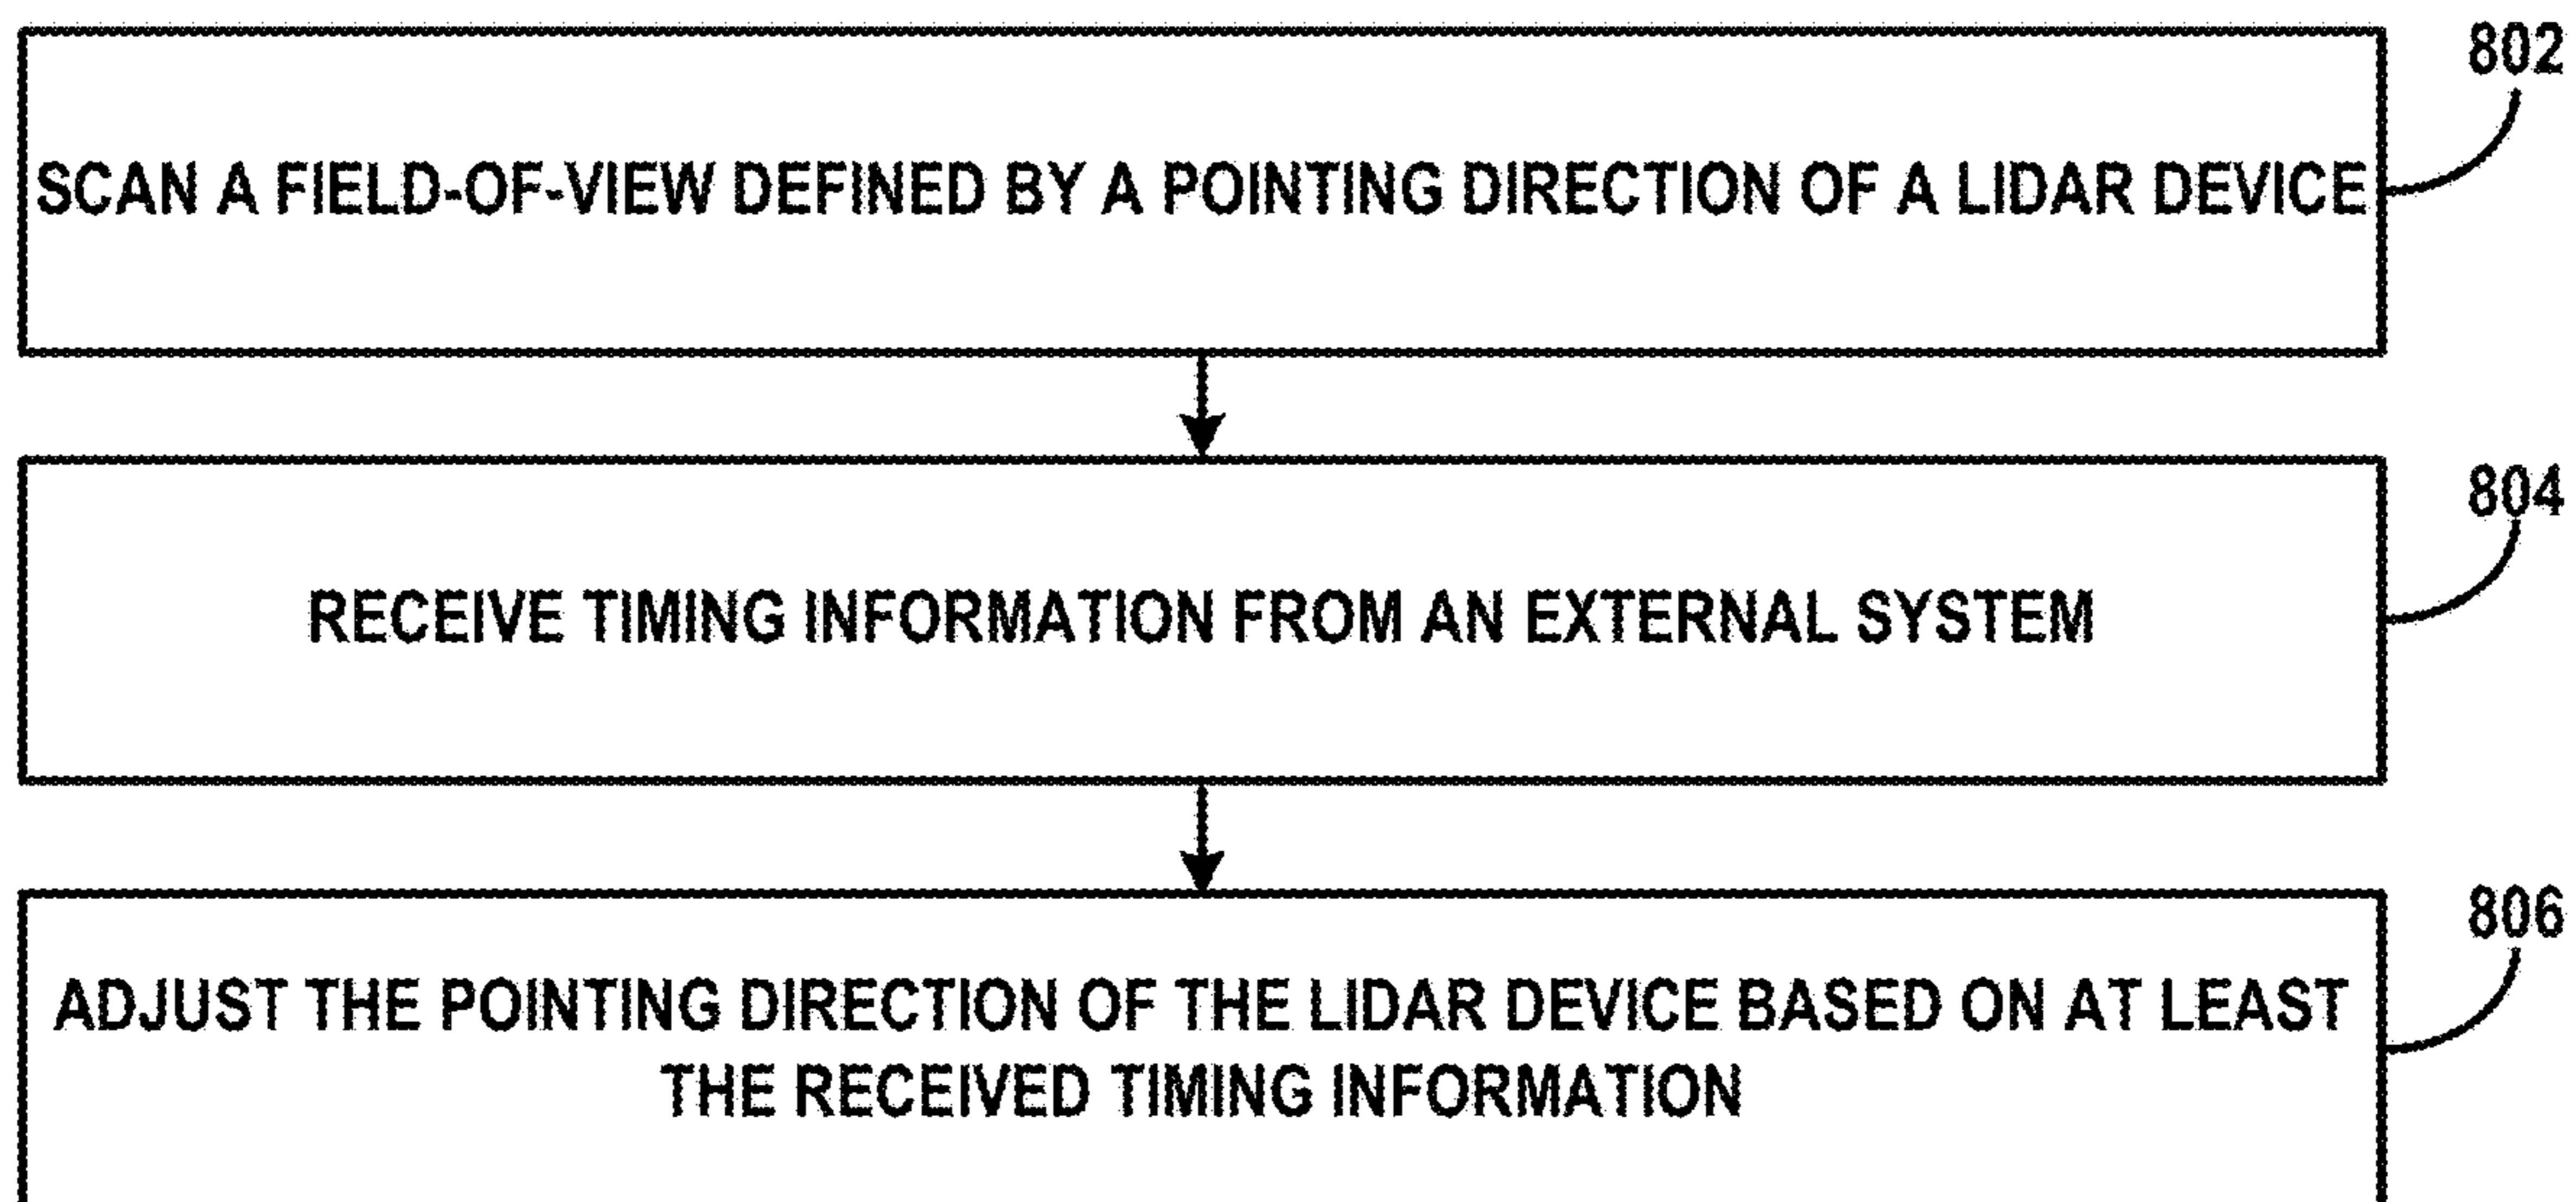 802
SCAN A FIELD-OF-VIEW DEFINED BY A POINTING DIRECTION OF A LIDAR DEVICE
804
RECEIVE TIMING INFORMATION FROM AN EXTERNAL SYSTEM
806
ADJUST THE POINTING DIRECTION OF THE LIDAR DEVICE BASED ON AT LEAST
THE RECEIVED TIMING INFORMATION